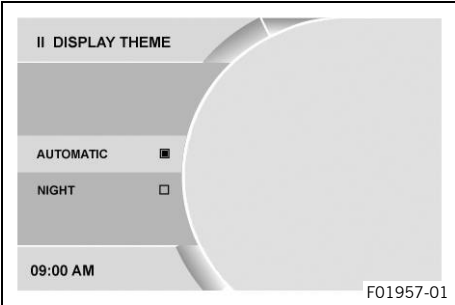 II DISPLAY THEME
AUTOMATIC
NIGHT
09:00 AM
F01957-01